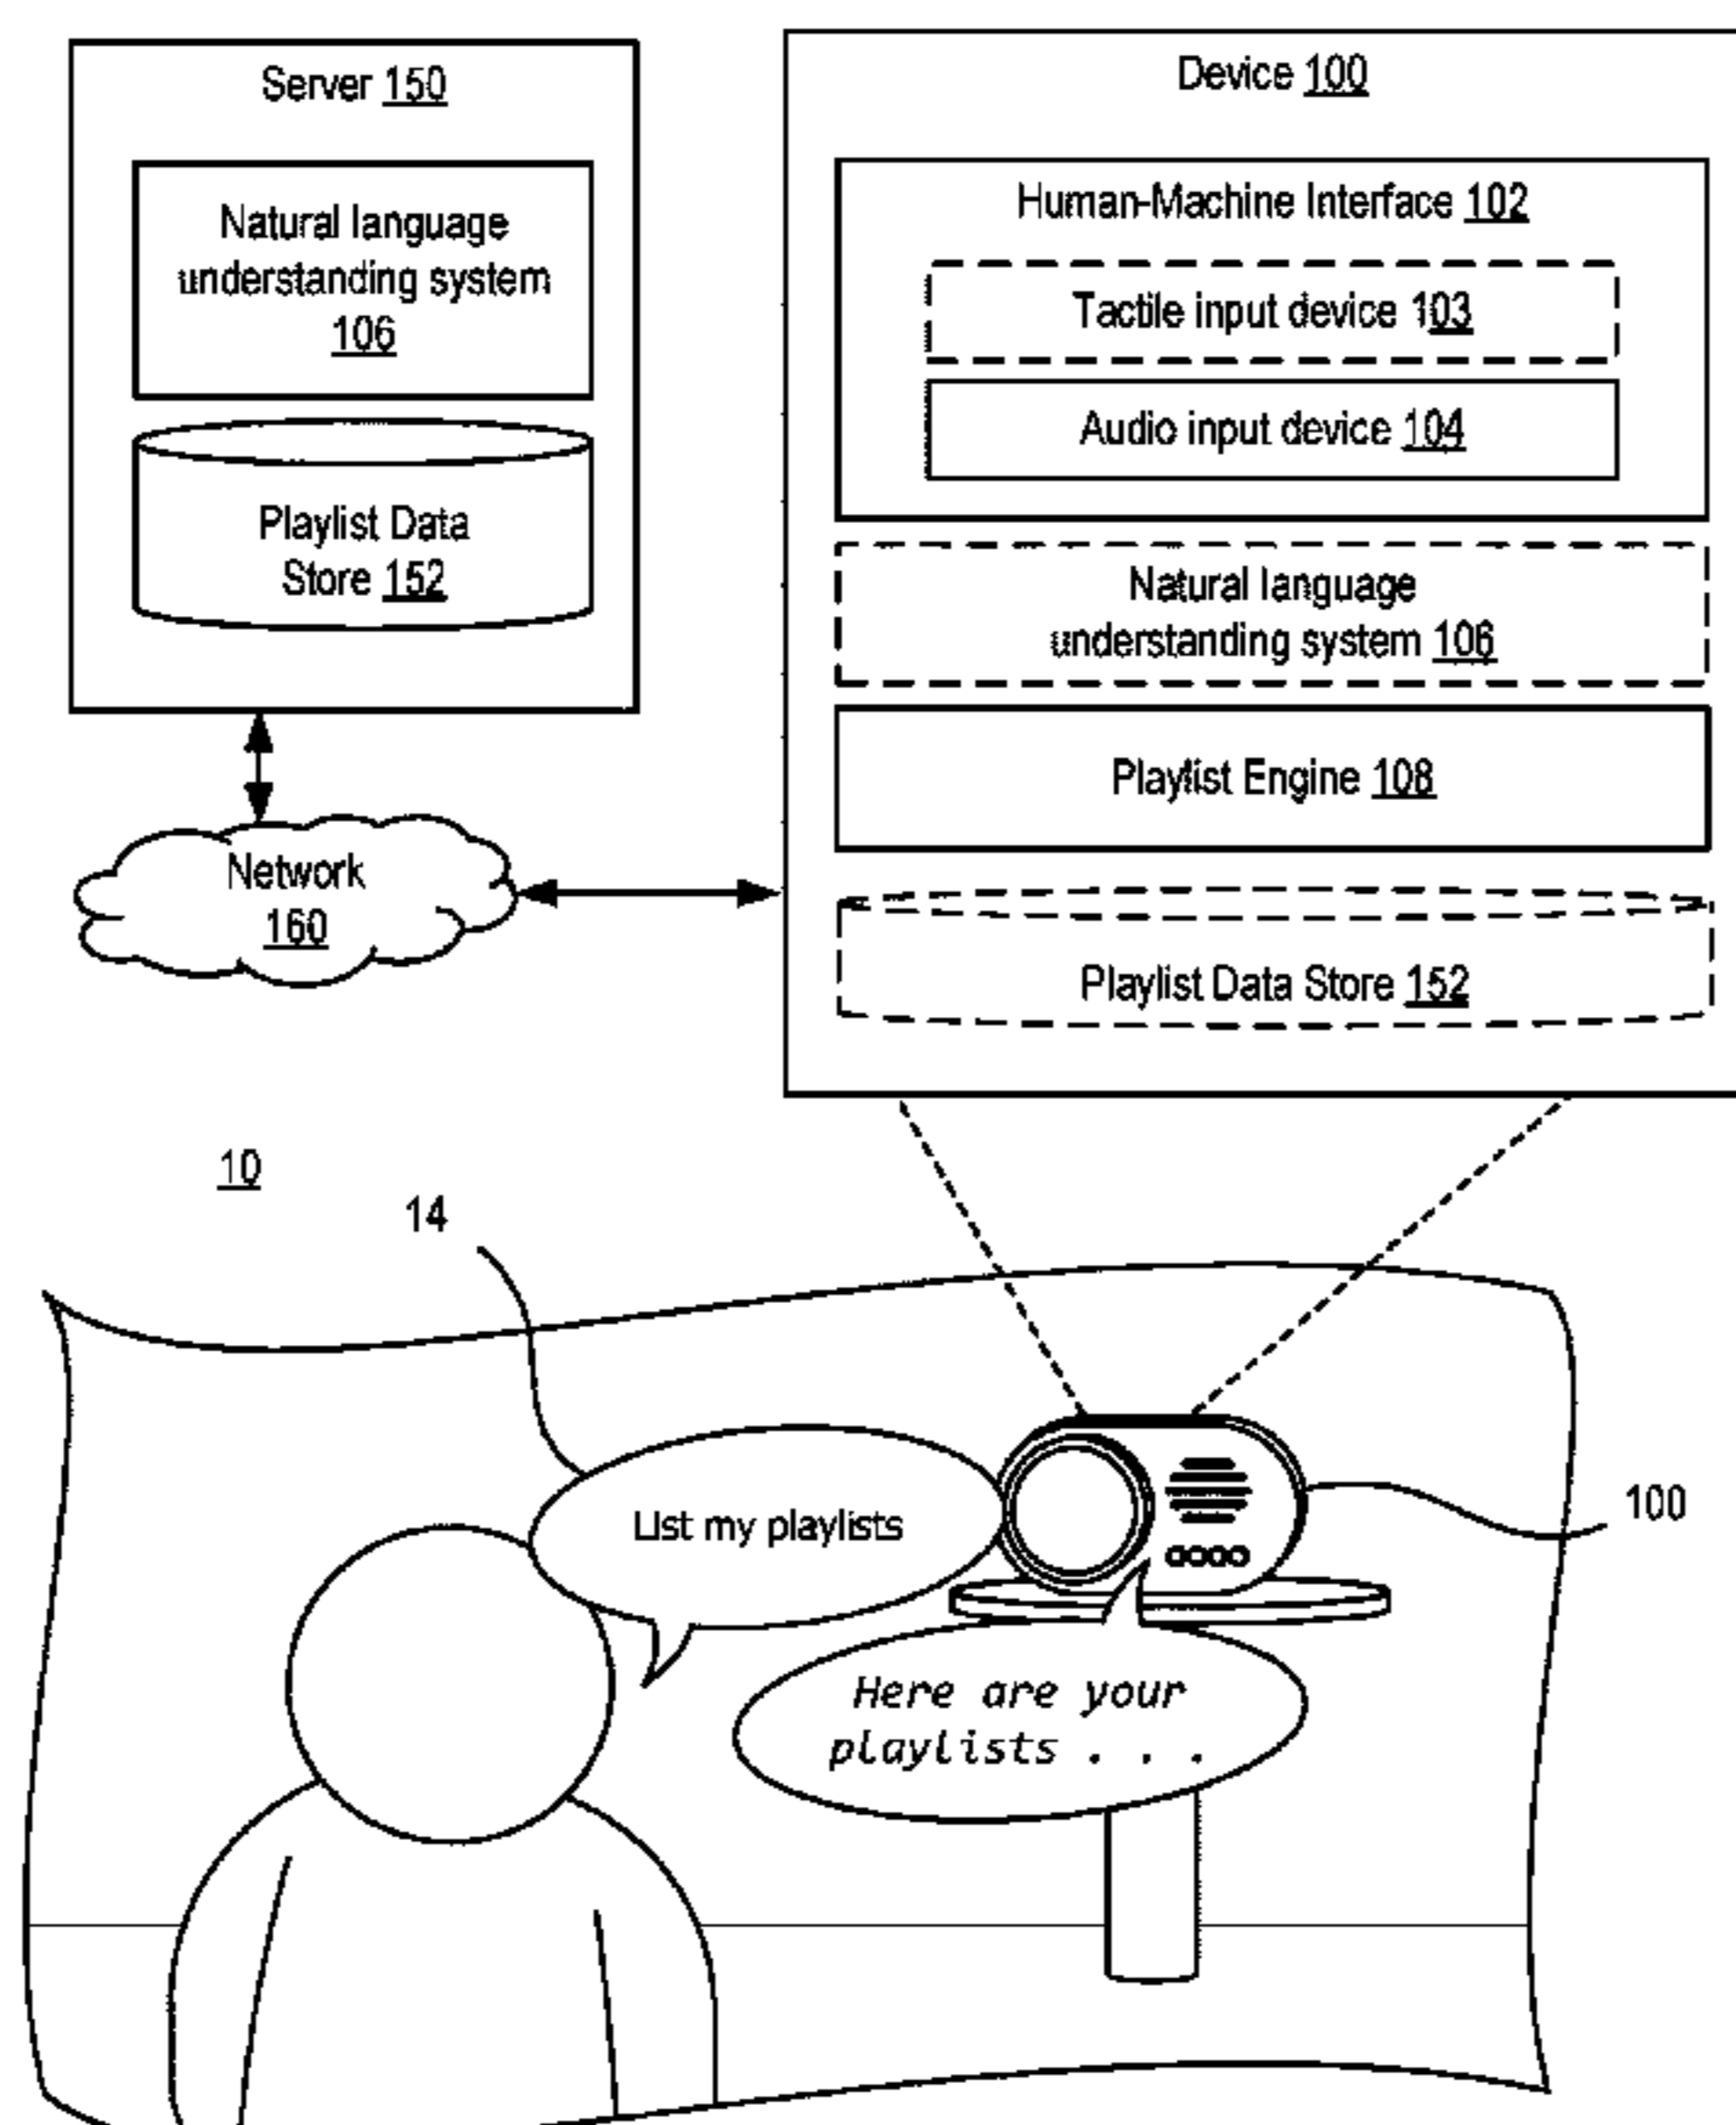 Server 150
Natural language
understanding system
106
Playlist Data
Store 152
Network
160
Device 100
Human-Machine Interface 102
Tactile input device 103
Audio input device 104
Natural language
understanding system 106
Playlist Engine 108
Playlist Data Store 152
10
14
List my playlists
100
Here are your
playlists . . .